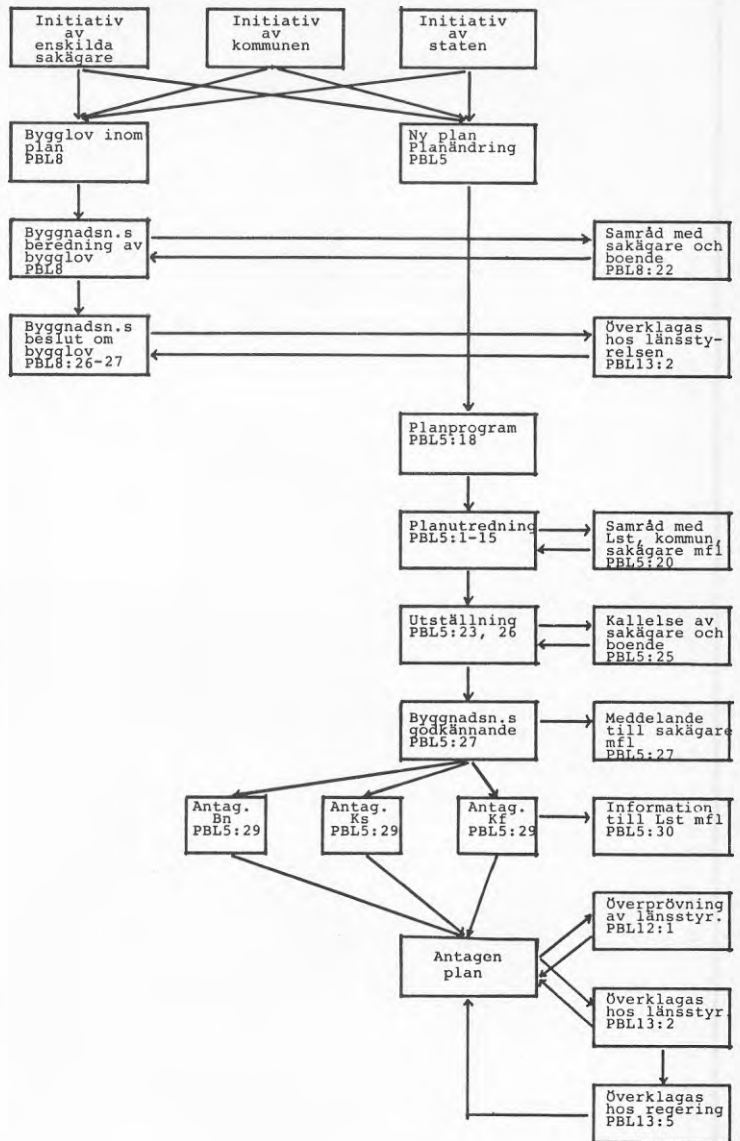 Initiativ
av
enskilda
sakägare
Initiativ
av
kommunen
Initiativ
av
staten
Bygglov inom
plan
PBL8
Ny plan
Planändring
PBL5
Byggnadsn.s
beredning av
bygglov
PBL8
Samråd med
sakägare och
boende
PBL8:22
Byggnadsn.s
beslut om
bygglov
PBL8:26-27
Överklagas
hos länssty-
relsen
PBL13:2
Planprogram
PBL5:18
Planutredning
PBL5:1-15
Samråd med
Lst, kommun,
sakägare mfl
PBL5:20
Utställning
PBL5:23, 26
Kallelse av
sakägare och
boende
PBL5:25
Byggnadsn.s
godkännande
PBL5:27
Meddelande
till sakägare
mfl
PBL5:27
Antag.
Bn
PBL5:29
Antag.
Ks
PBL5:29
Antag.
Kf
PBL5:29
Information
till Lst mfl
PBL5:30
Överprövning
av länsstyr.
PBL12:1
Antagen
plan
Överklagas
hos länsstyr.
PBL13:2
Överklagas
hos regering
PBL13:5